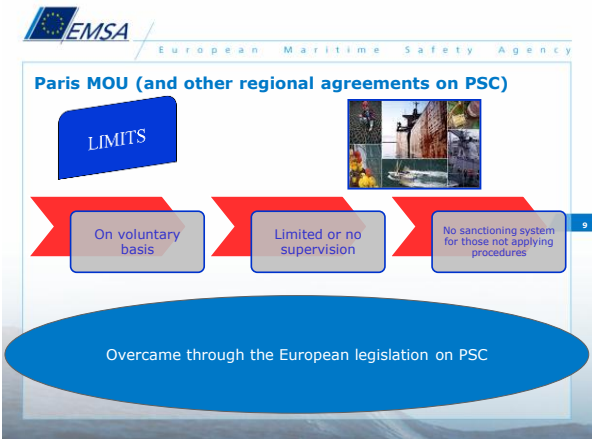 EMSA
European Maritime Safety Agency
Paris MOU (and other regional agreements on PSC)
LIMITS
On voluntary
basis
Limited or no
supervision
No sanctioning system
for those not applying
procedures
9
Overcame through the European legislation on PSC